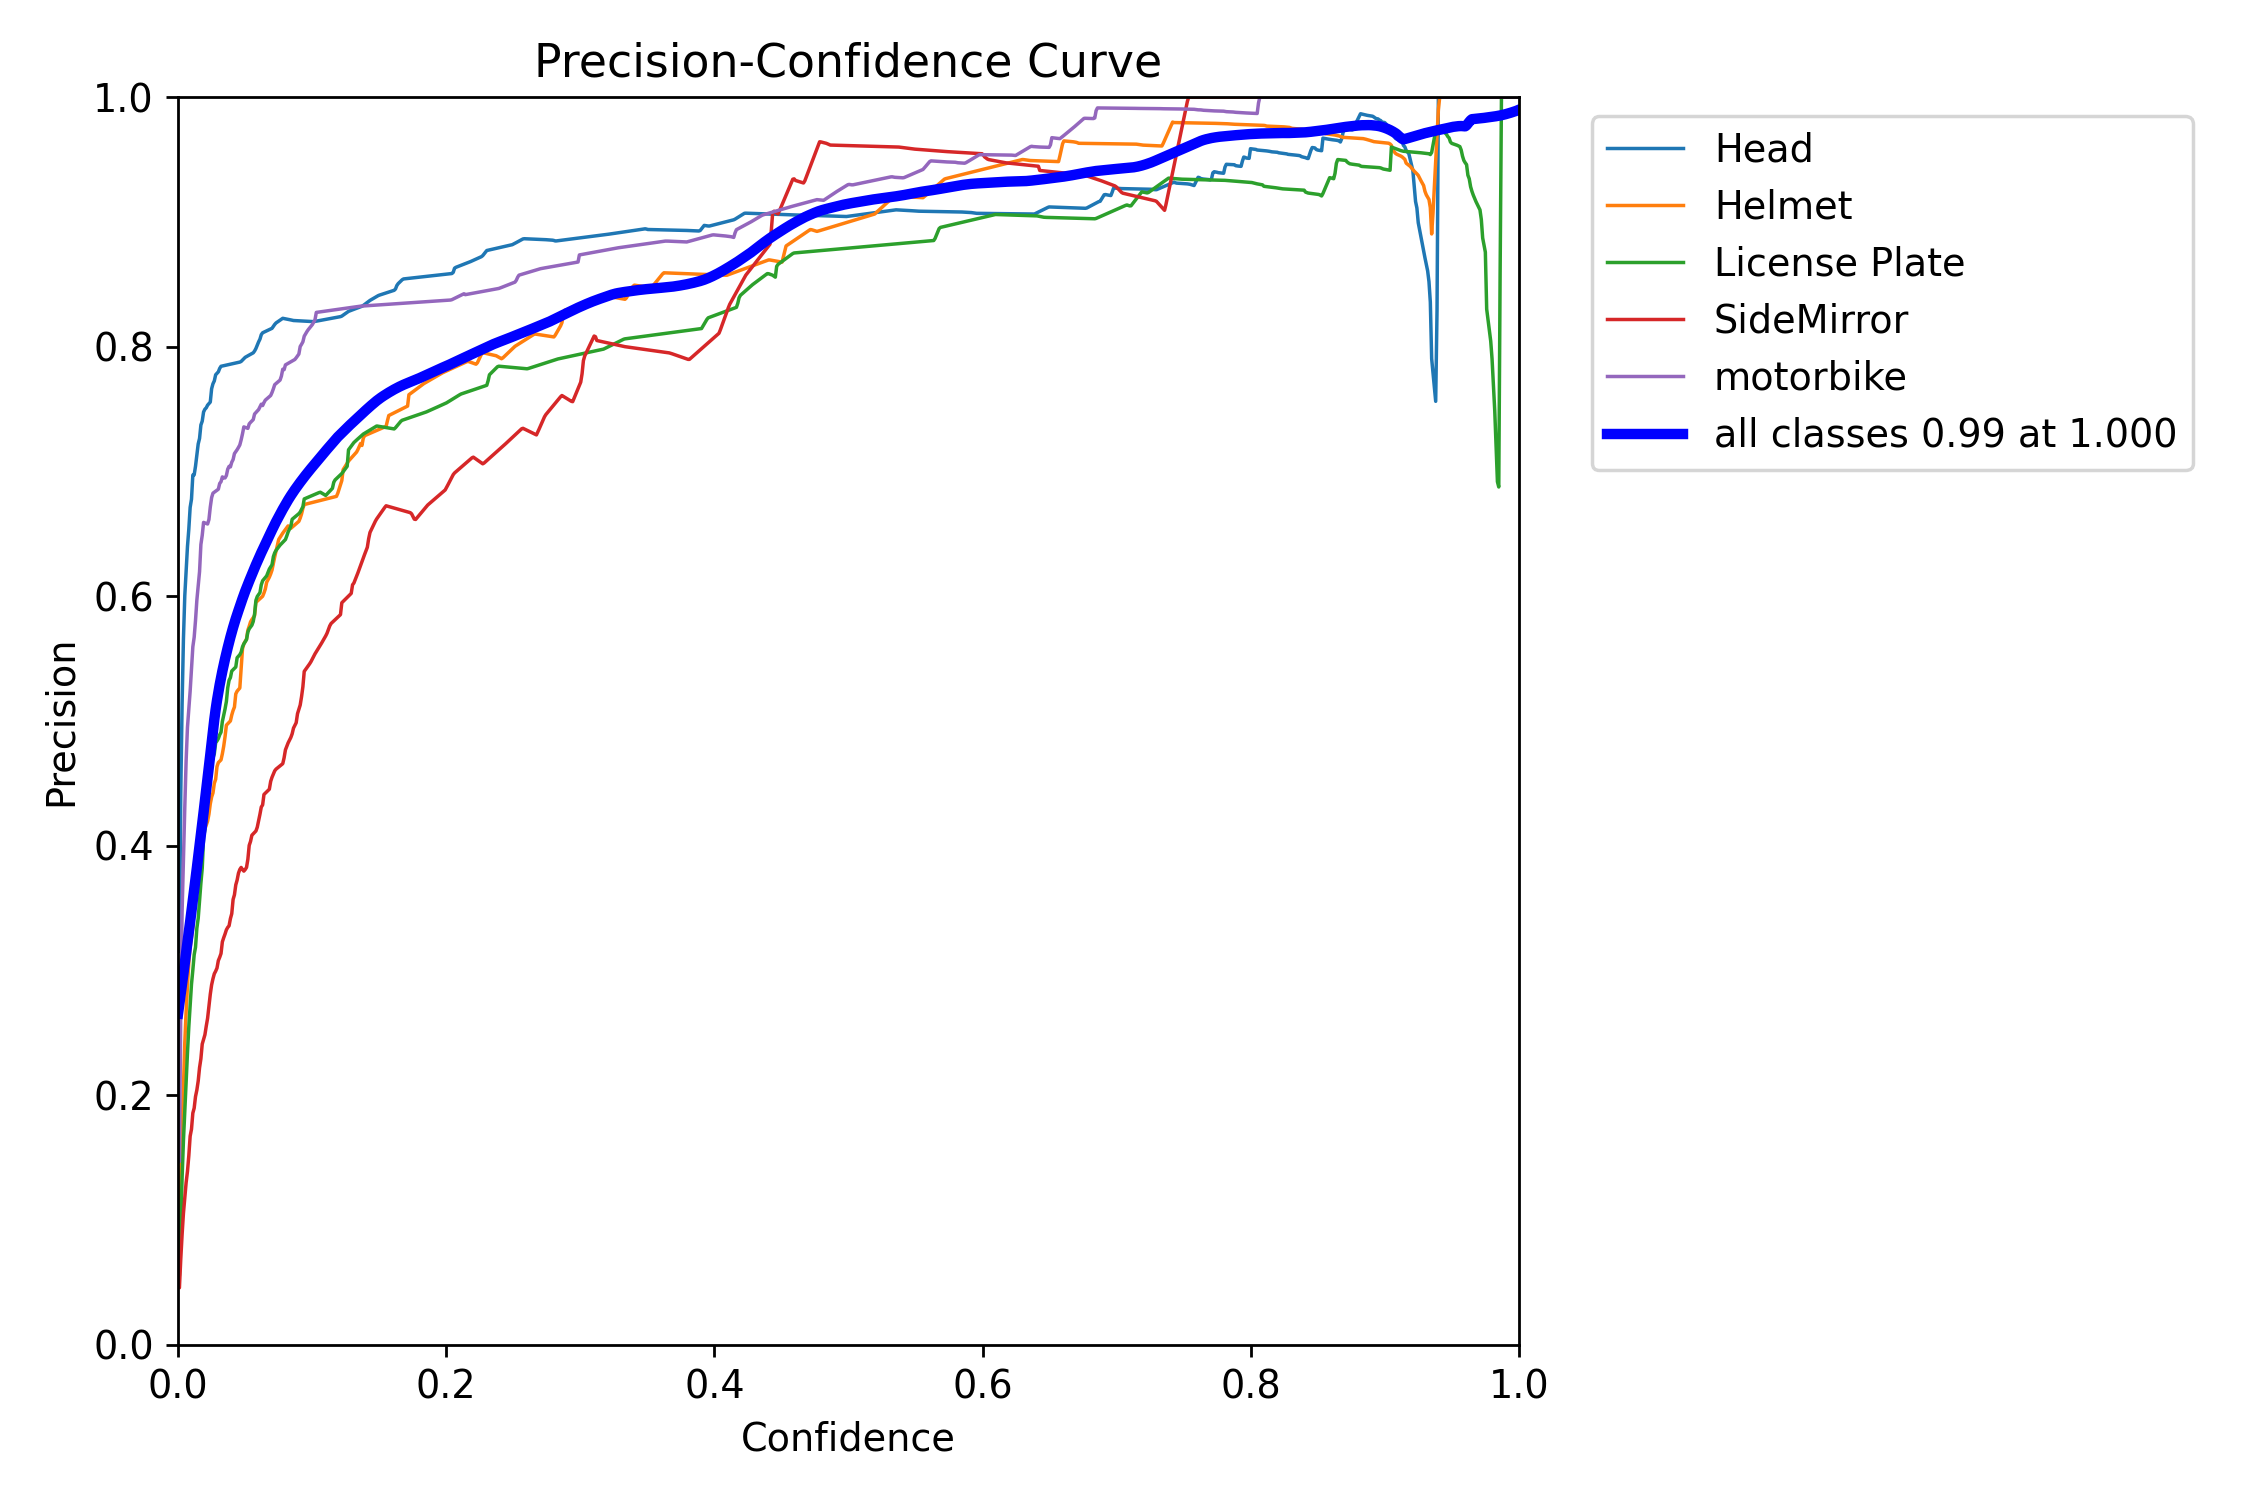 Precision-Confidence Curve
1.0
0.8
0.6
0.4
0.2
0.0
Precision
0.0 0.2 0.4 0.6 0.8 1.0
Confidence
Head
Helmet
License Plate
SideMirror
motorbike
all classes 0.99 at 1.000